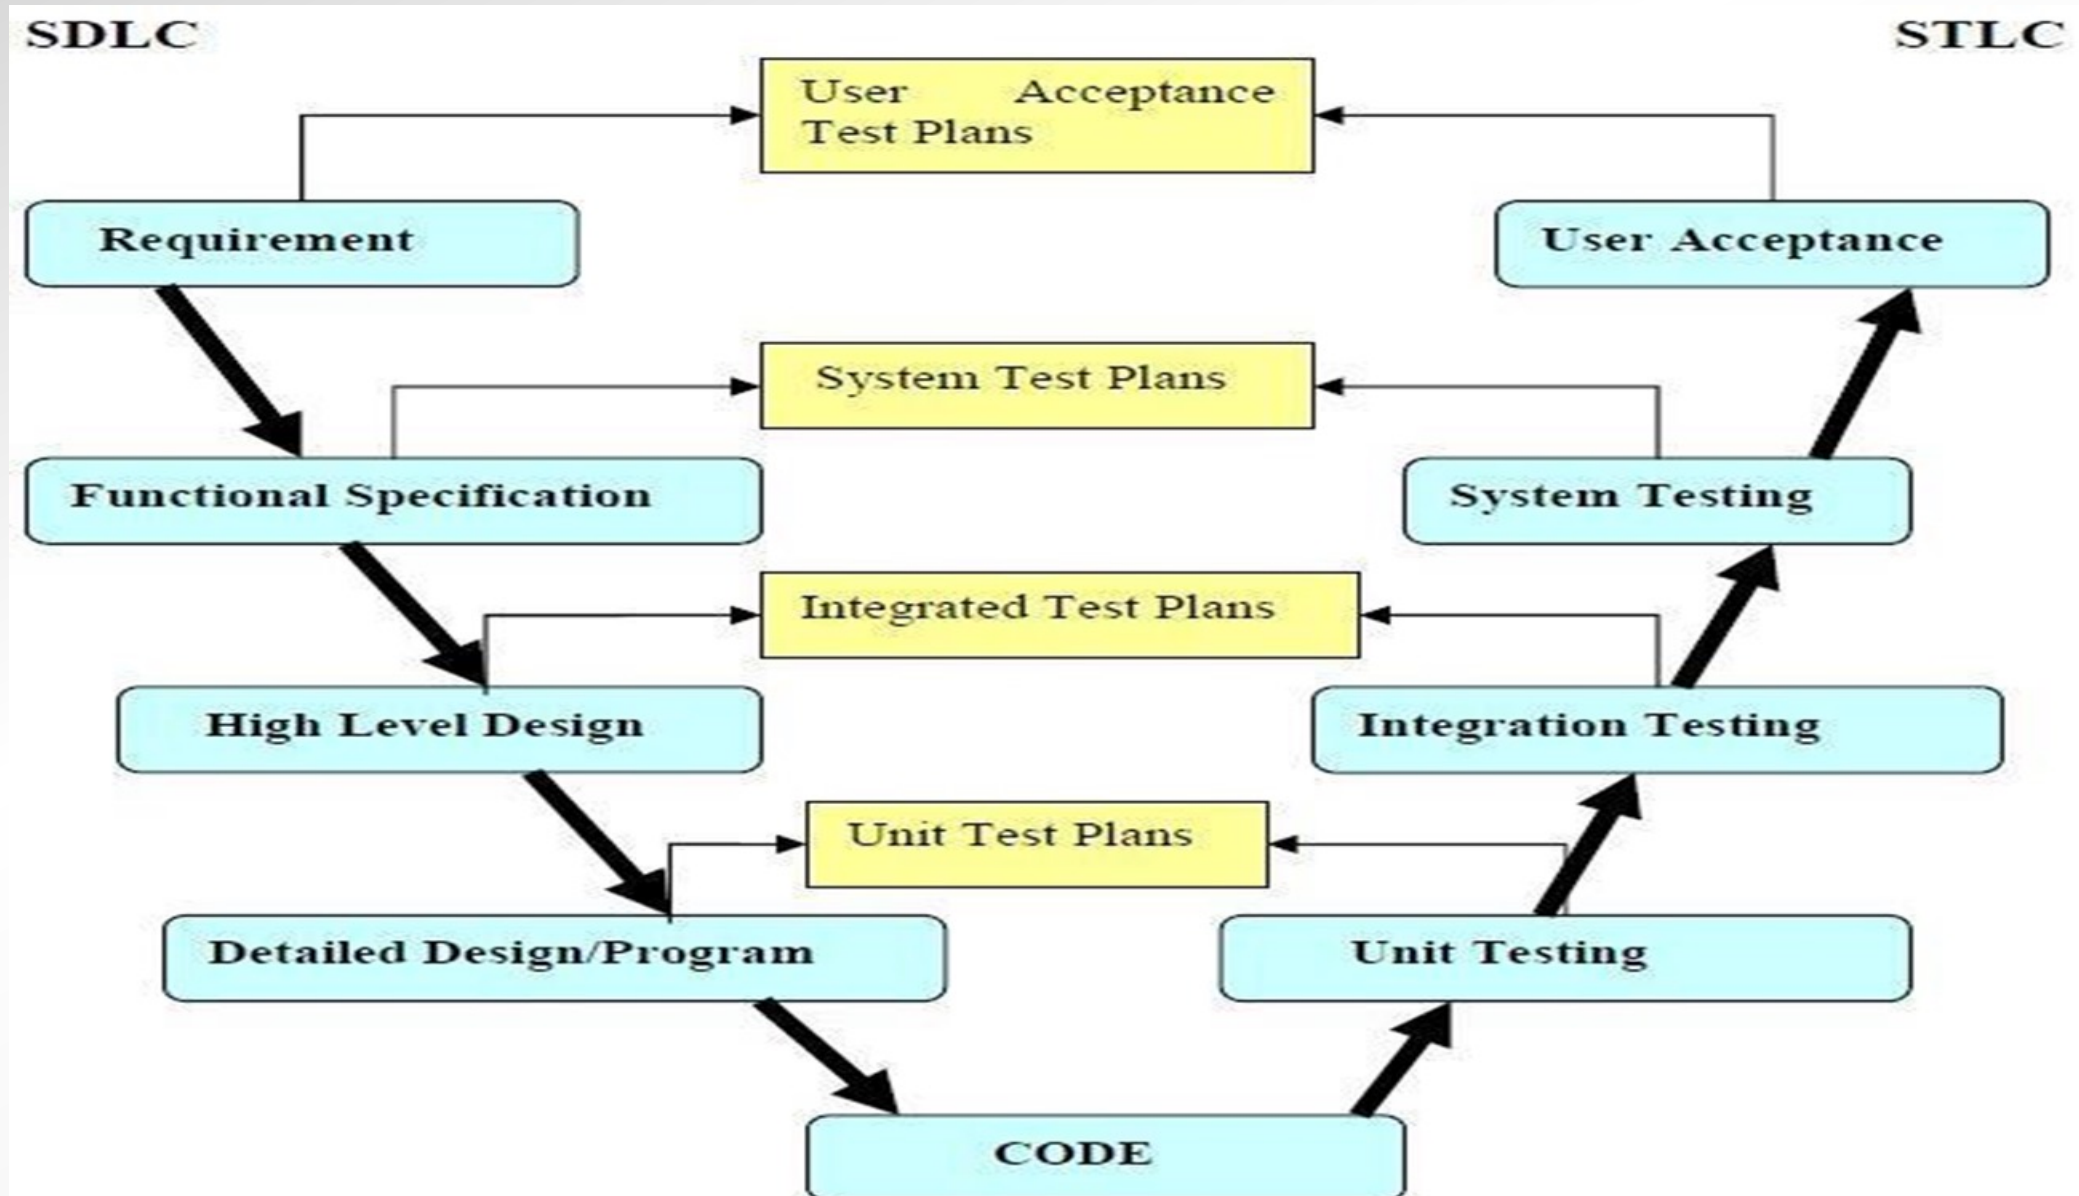 SDLC
STLC
User Acceptance
Test Plans
Requirement
User Acceptance
System Test Plans
Functional Specification
System Testing
Integrated Test Plans
High Level Design
Integration Testing
Unit Test Plans
Detailed Design/Program
Unit Testing
CODE